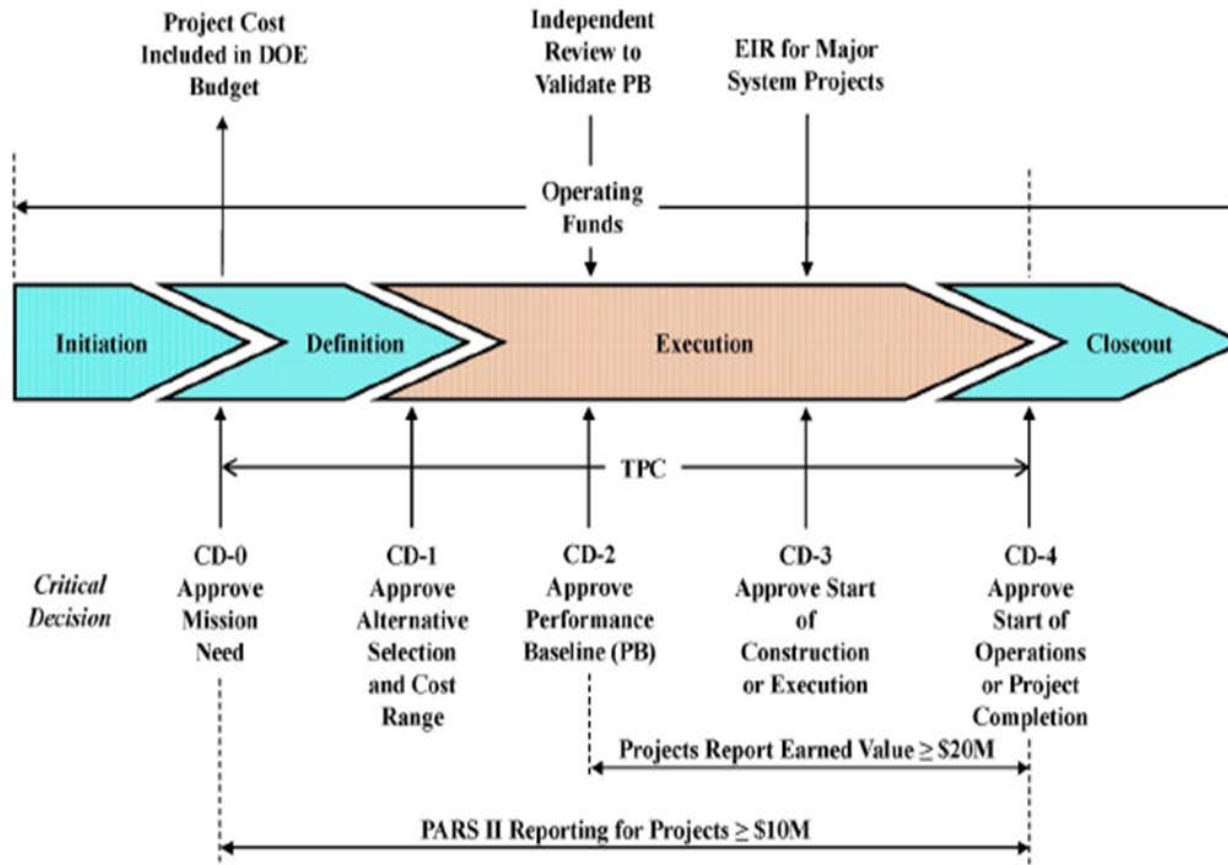 Project Cost
Included in DOE
Budget
Independent
Review to
Validate PB
EIR for Major
System Projects
Operating
Funds
Initiation
Definition
Execution
Closeout
TPC
Critical
Decision
CD-0
Approve
Mission
Need
CD-1
Approve
Alternative
Selection
and Cost
Range
CD-2
Approve
Performance
Baseline (PB)
CD-3
Approve Start
of
Construction
or Execution
CD-4
Approve
Start of
Operations
or Project
Completion
Projects Report Earned Value ≥ $20M
PARS II Reporting for Projects ≥ $10M